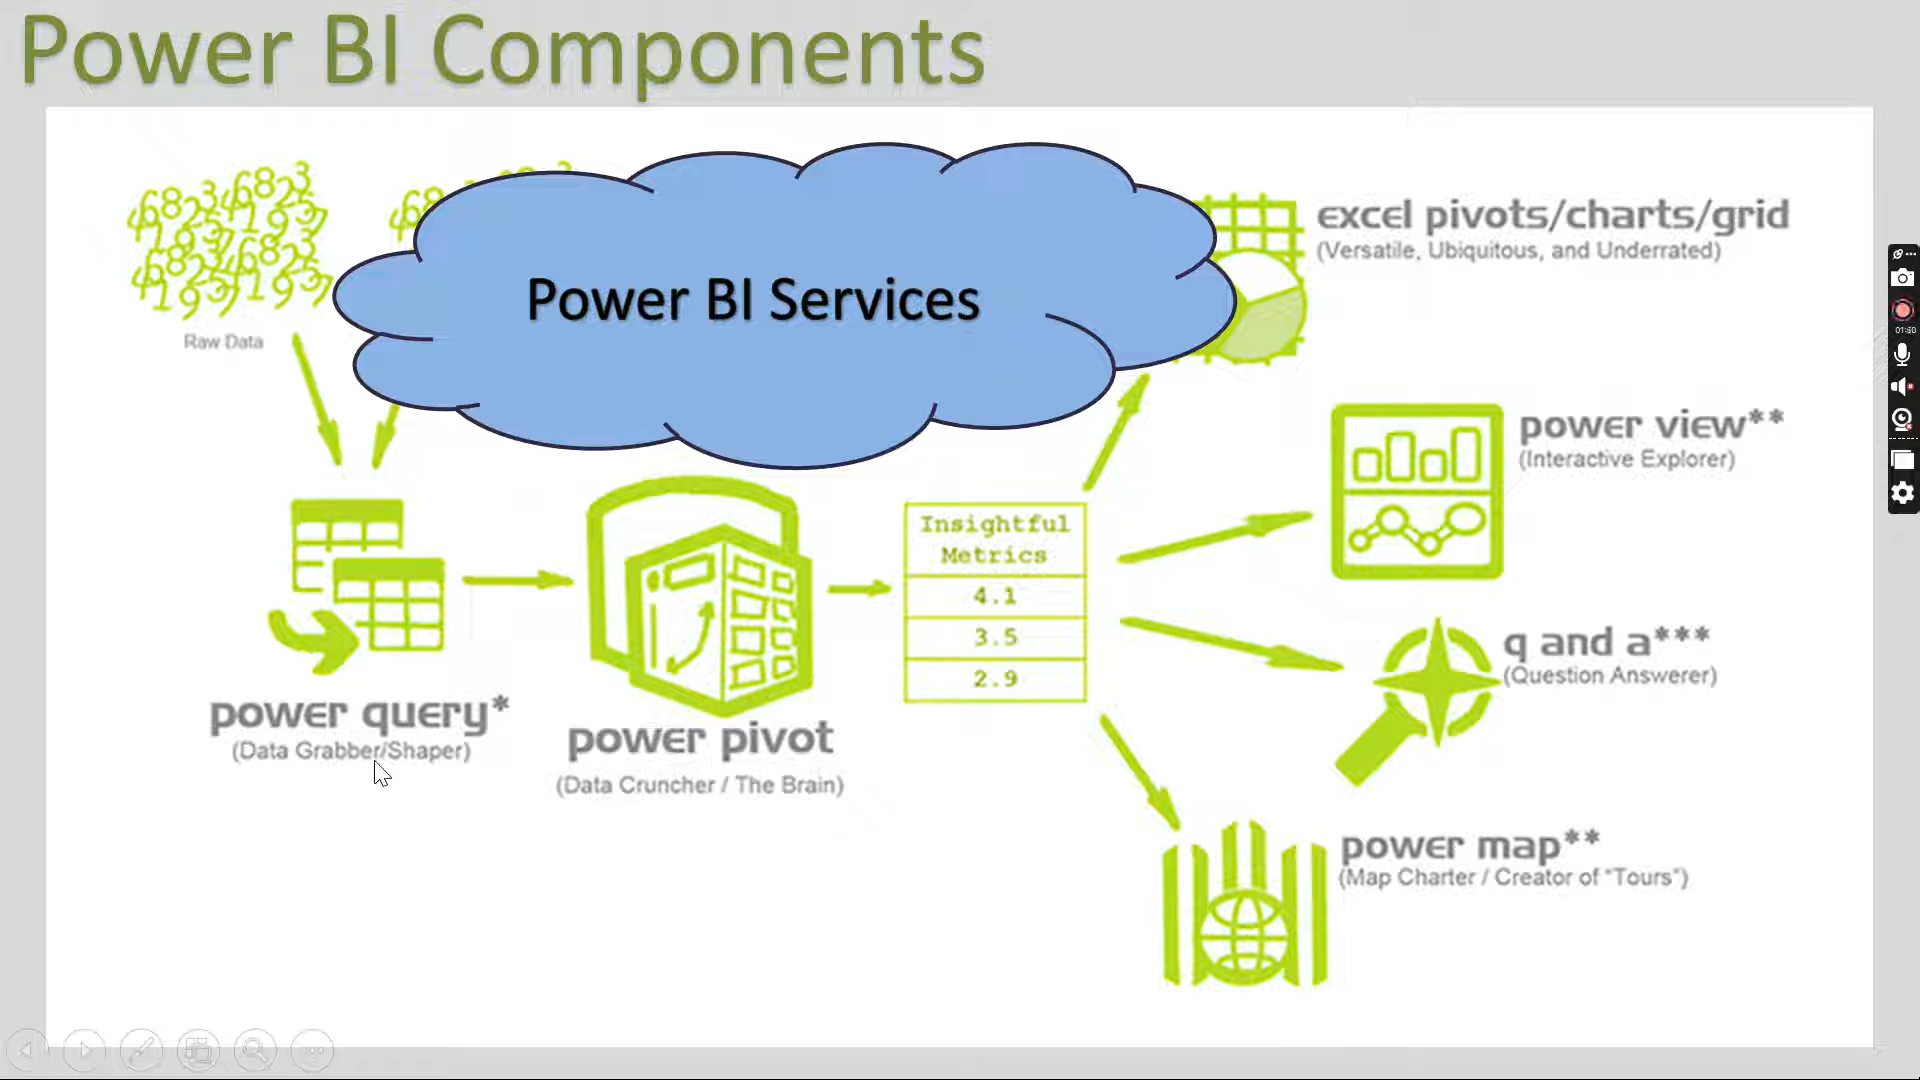 Power BI Components
Power BI Services
Raw Data
excel pivots/charts/grid
(Versatile, Ubiquitous, and Underrated)
power view**
(Interactive Explorer)
Insightful
Metrics
4.1
3.5
2.9
q and a***
(Question Answerer)
power query*
(Data Grabber/Shaper)
power pivot
(Data Cruncher / The Brain)
power map**
(Map Charter / Creator of "Tours")
01:50